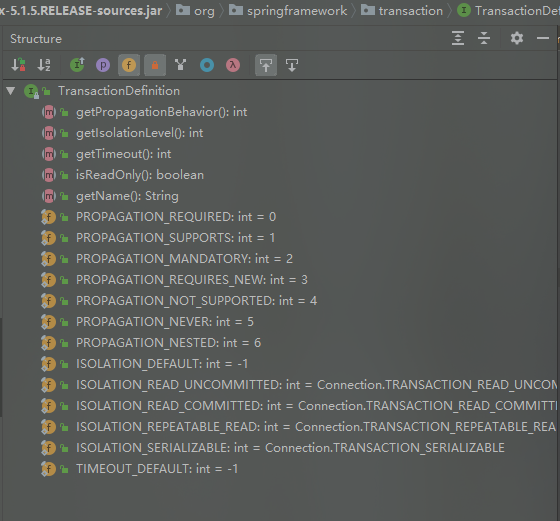 x-5.1.5.RELEASE-sources.jar org springframework transaction TransactionDef
Structure
TransactionDefinition
getPropagationBehavior(): int
getIsolationLevel(): int
getTimeout(): int
isReadOnly(): boolean
getName(): String
PROPAGATION_REQUIRED: int = 0
PROPAGATION_SUPPORTS: int = 1
PROPAGATION_MANDATORY: int = 2
PROPAGATION_REQUIRES_NEW: int = 3
PROPAGATION_NOT_SUPPORTED: int = 4
PROPAGATION_NEVER: int = 5
PROPAGATION_NESTED: int = 6
ISOLATION_DEFAULT: int = -1
ISOLATION_READ_UNCOMMITTED: int = Connection.TRANSACTION_READ_UNCOM
ISOLATION_READ_COMMITTED: int = Connection.TRANSACTION_READ_COMMITT
ISOLATION_REPEATABLE_READ: int = Connection.TRANSACTION_REPEATABLE_REA
ISOLATION_SERIALIZABLE: int = Connection.TRANSACTION_SERIALIZABLE
TIMEOUT_DEFAULT: int = -1